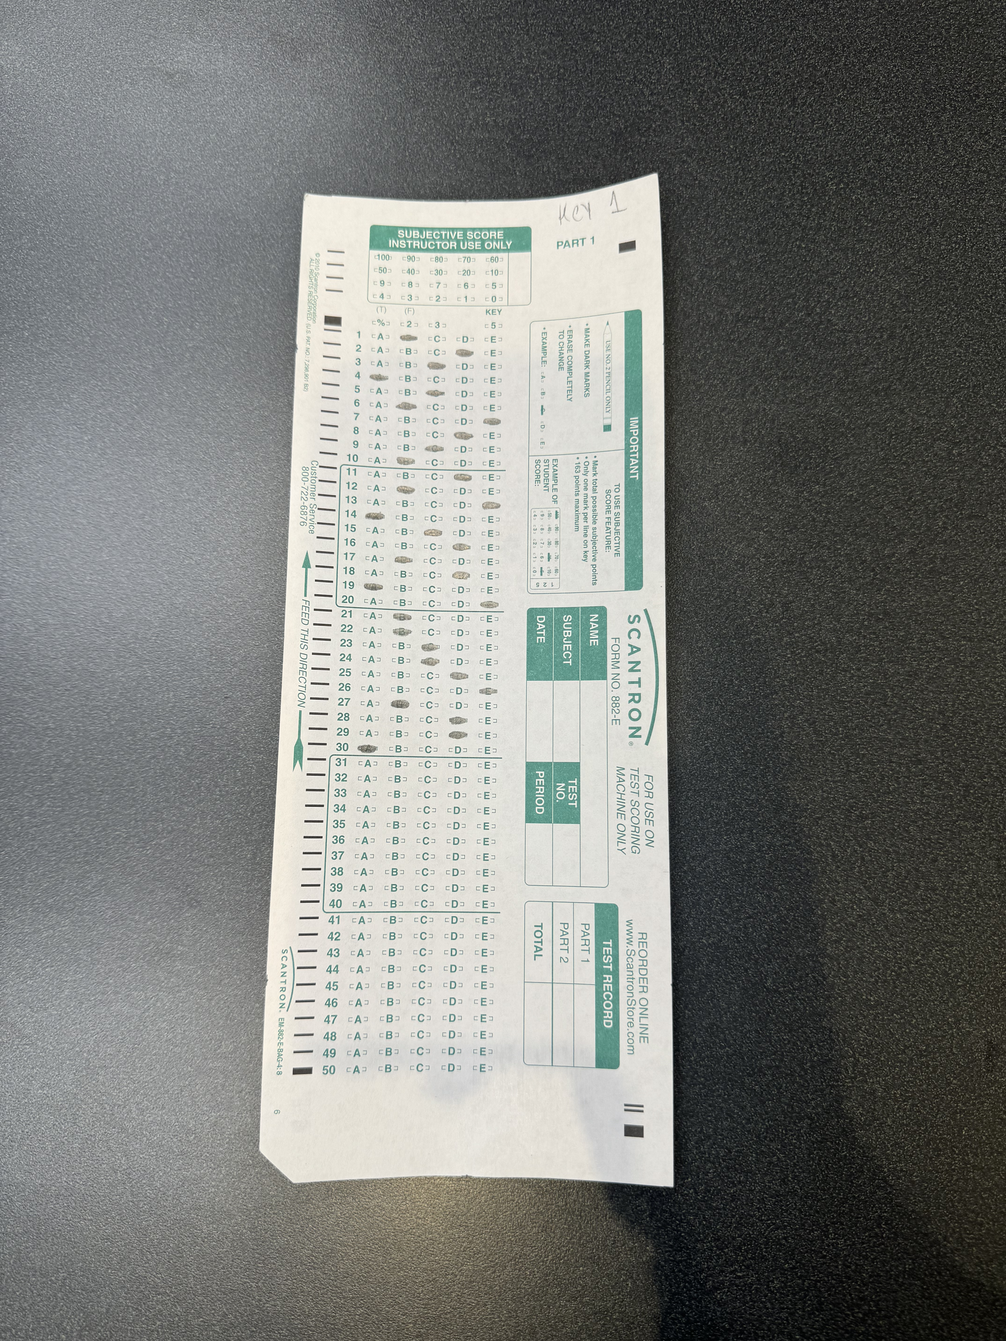 Key 1
PART 1
SUBJECTIVE SCORE
INSTRUCTOR USE ONLY
100 90 80 70 60
50 40 30 20 10
9 8 7 6 5
4 3 2 1 0
(T) (F) KEY
% 2 3 5
1 A C D E
2 A B C E
3 A B D E
4 B C D E
5 A B D E
6 A C D E
7 A B C D
8 A B C E
9 A B D E
10 A C D E
11 A B C E
12 A C D E
13 A B C D
14 B C D E
15 A B D E
16 A B C E
17 A C D E
18 A B C E
19 B C D E
20 A B C D
21 A C D E
22 A C D E
23 A B D E
24 A B D E
25 A B C E
26 A B C D
27 A C D E
28 A B C E
29 A B C E
30 B C D E
31 A B C D E
32 A B C D E
33 A B C D E
34 A B C D E
35 A B C D E
36 A B C D E
37 A B C D E
38 A B C D E
39 A B C D E
40 A B C D E
41 A B C D E
42 A B C D E
43 A B C D E
44 A B C D E
45 A B C D E
46 A B C D E
47 A B C D E
48 A B C D E
49 A B C D E
50 A B C D E
IMPORTANT
USE NO. 2 PENCIL ONLY
• MAKE DARK MARKS
• ERASE COMPLETELY
TO CHANGE
• EXAMPLE: A B D E
TO USE SUBJECTIVE
SCORE FEATURE:
• Mark total possible subjective points
• Only one mark per line on key
• 163 points maximum
EXAMPLE OF
STUDENT
SCORE:
SCANTRON®
FORM NO. 882-E
FOR USE ON
TEST SCORING
MACHINE ONLY
NAME
SUBJECT
TEST
NO.
DATE
PERIOD
REORDER ONLINE
www.ScantronStore.com
TEST RECORD
PART 1
PART 2
TOTAL
© 2010 Scantron Corporation
ALL RIGHTS RESERVED.
Customer Service
800-722-6876
FEED THIS DIRECTION
SCANTRON.
6